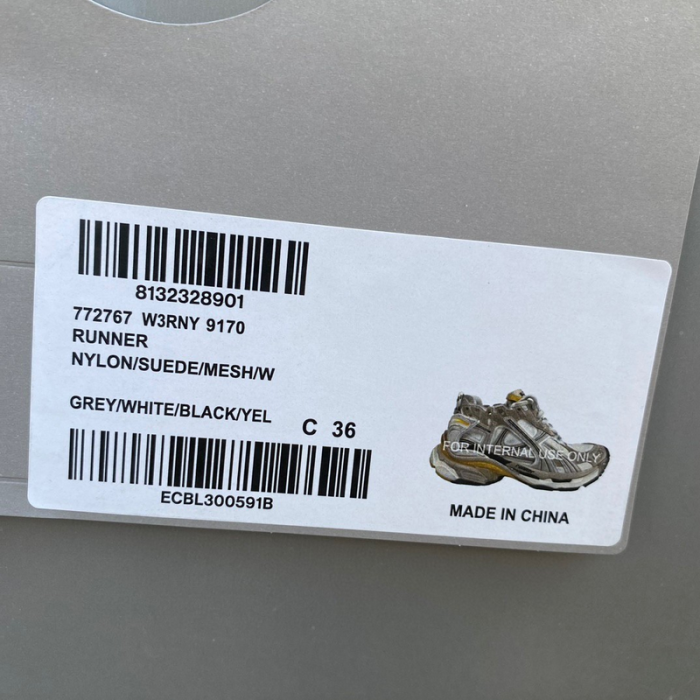 8132328901
772767 W3RNY 9170
RUNNER
NYLON/SUEDE/MESH/W
GREY/WHITE/BLACK/YEL
C 36
ECBL300591B
FOR INTERNAL USE ONLY
MADE IN CHINA